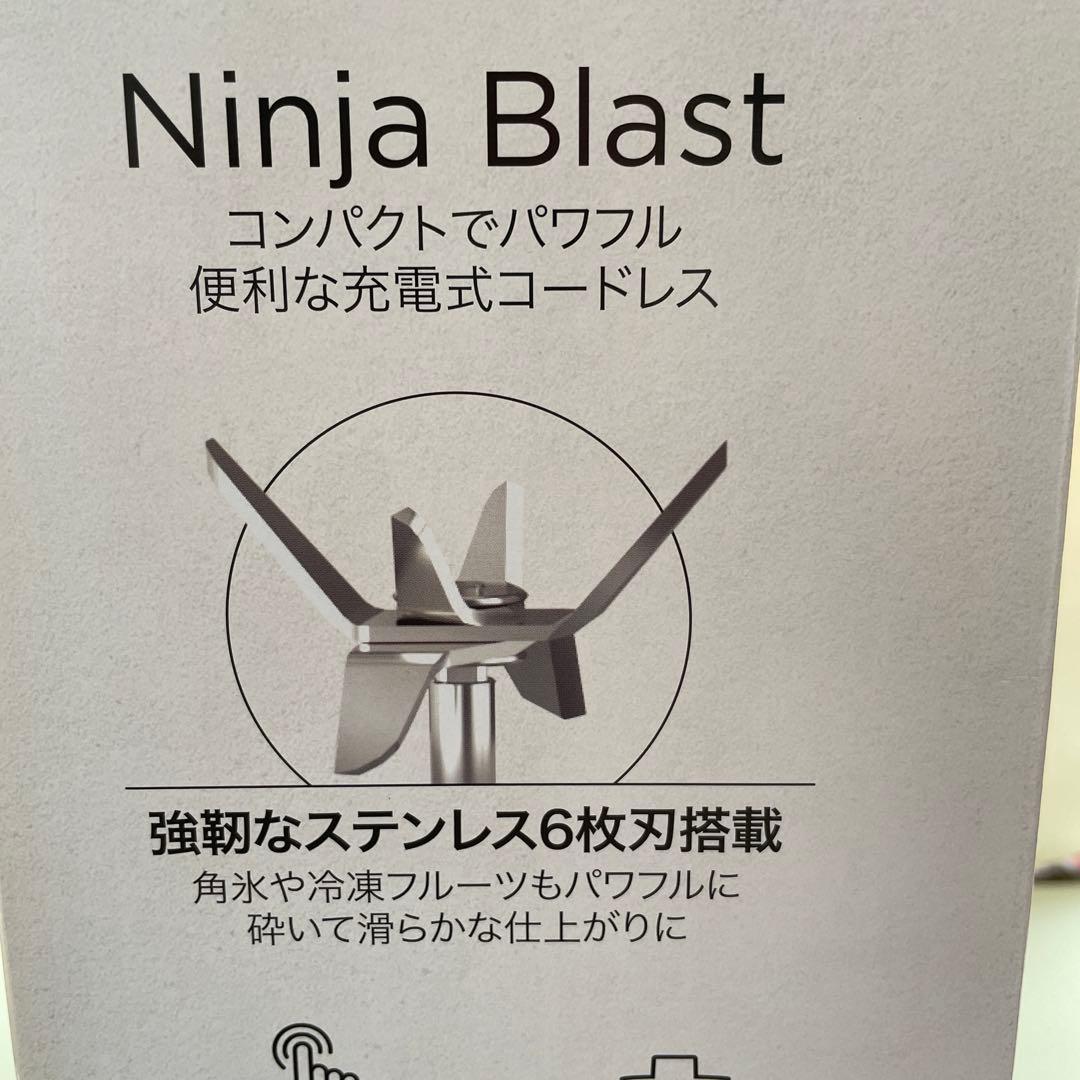 Ninja Blast
コンパクトでパワフル
便利な充電式コードレス
強靭なステンレス6枚刃搭載
角氷や冷凍フルーツもパワフルに
砕いて滑らかな仕上がりに